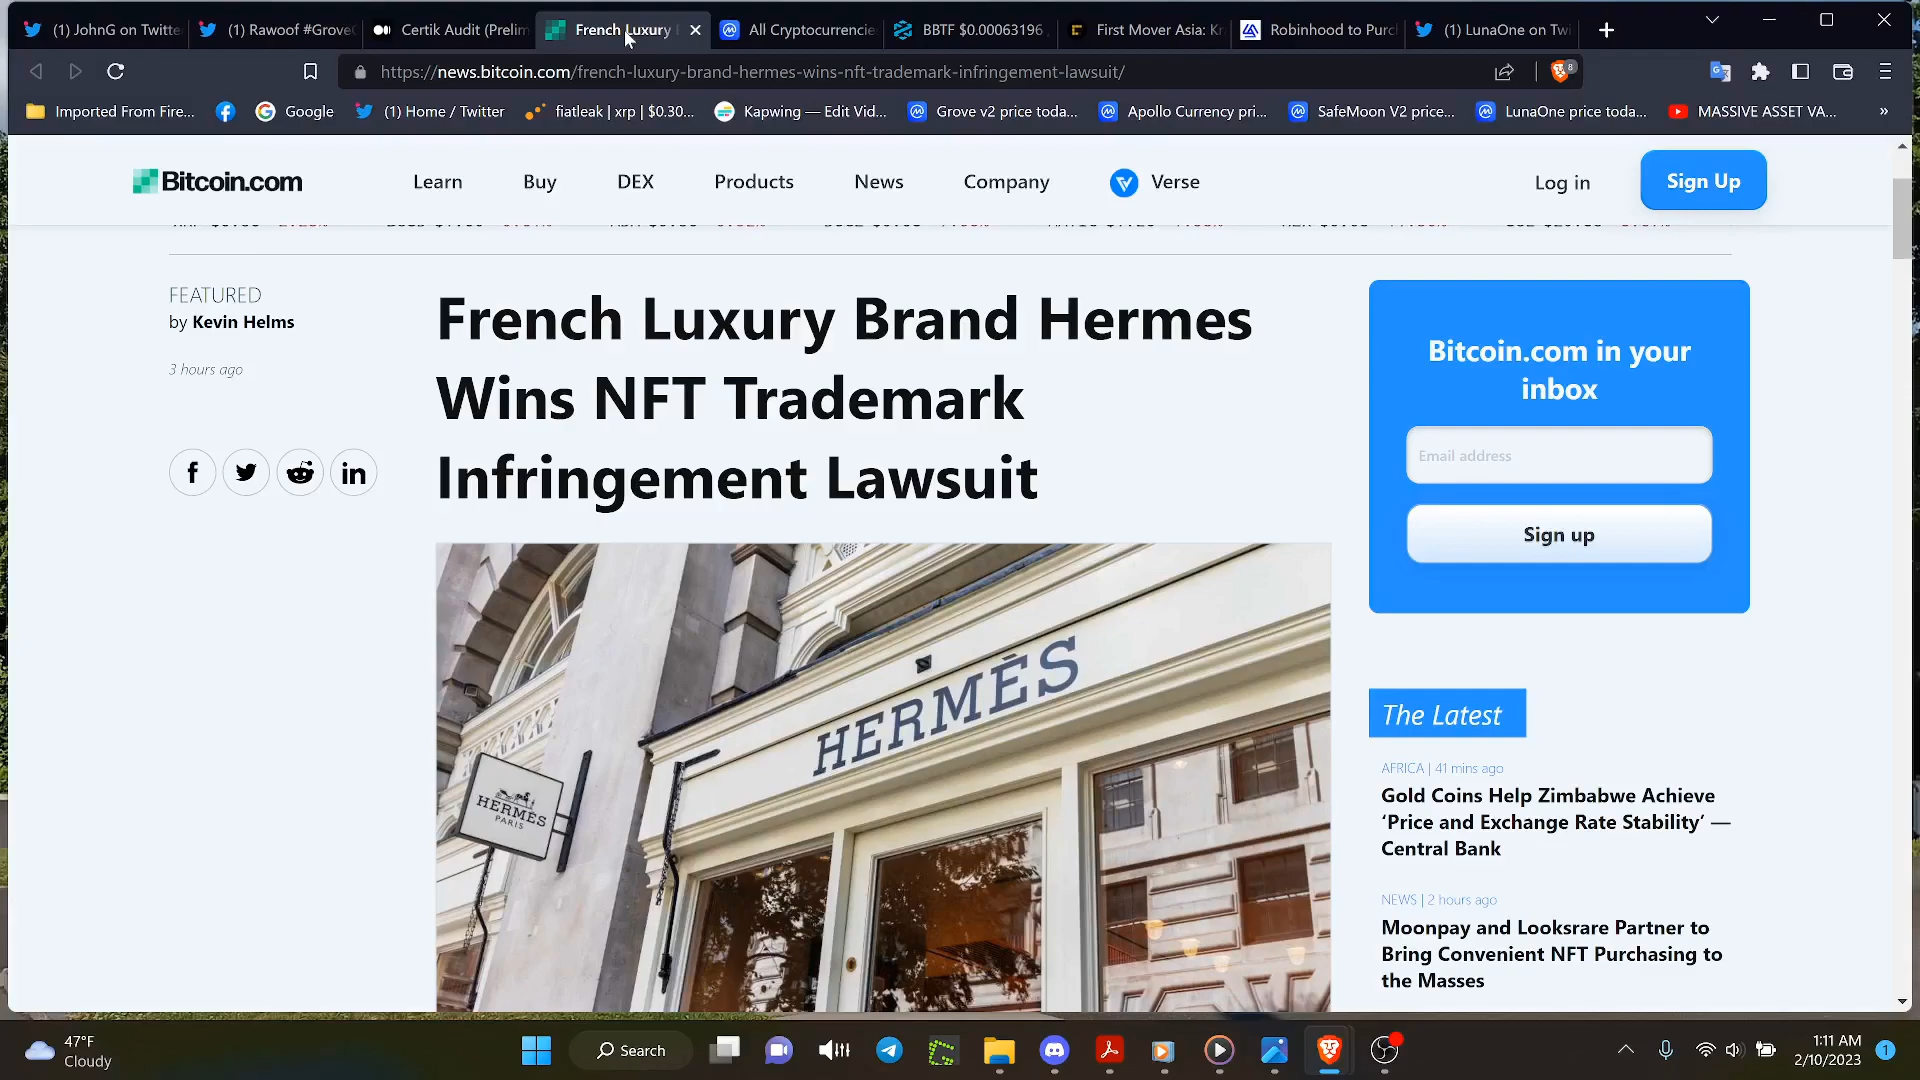 (1) JohnG on Twitte
(1) Rawoof #Grove
Certik Audit (Prelim
French Luxury
All Cryptocurrencie
BBTF $0.00063196
First Mover Asia: Kr
Robinhood to Purc
(1) LunaOne on Twi
https://news.bitcoin.com/french-luxury-brand-hermes-wins-nft-trademark-infringement-lawsuit/
8
Imported From Fire...
Google
(1) Home / Twitter
fiatleak | xrp | $0.30...
Kapwing — Edit Vid...
Grove v2 price toda...
Apollo Currency pri...
SafeMoon V2 price...
LunaOne price toda...
MASSIVE ASSET VA...
Bitcoin.com
Learn
Buy
DEX
Products
News
Company
Verse
Log in
Sign Up
FEATURED
by Kevin Helms
3 hours ago
French Luxury Brand Hermes
Wins NFT Trademark
Infringement Lawsuit
HERMÈS
HERMÈS
PARIS
Bitcoin.com in your
inbox
Email address
Sign up
The Latest
AFRICA | 41 mins ago
Gold Coins Help Zimbabwe Achieve
‘Price and Exchange Rate Stability’ —
Central Bank
NEWS | 2 hours ago
Moonpay and Looksrare Partner to
Bring Convenient NFT Purchasing to
the Masses
47°F
Cloudy
Search
1:11 AM
2/10/2023
1